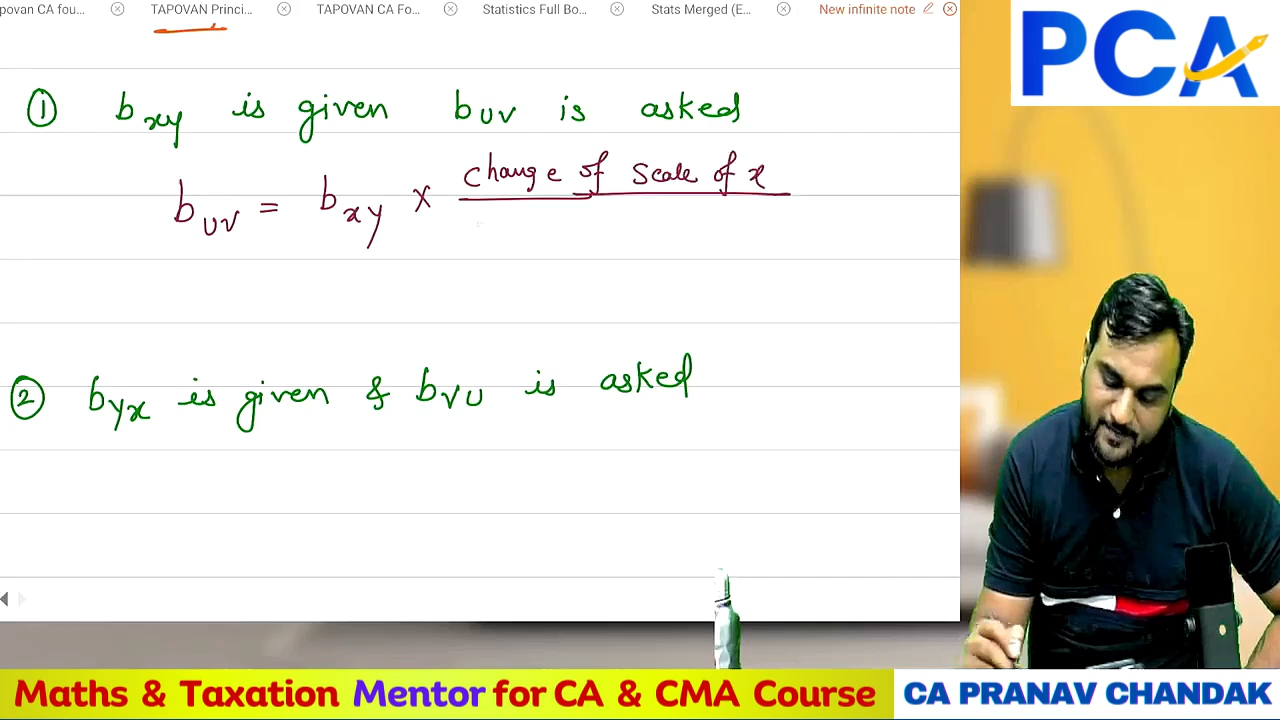 povan CA fou... TAPOVAN Princi... TAPOVAN CA Fo... Statistics Full Bo... Stats Merged (E... New infinite note
PCA
① bxy is given buv is asked
buv = bxy × change of scale of x
② byx is given & bvu is asked
Maths & Taxation Mentor for CA & CMA Course
CA PRANAV CHANDAK